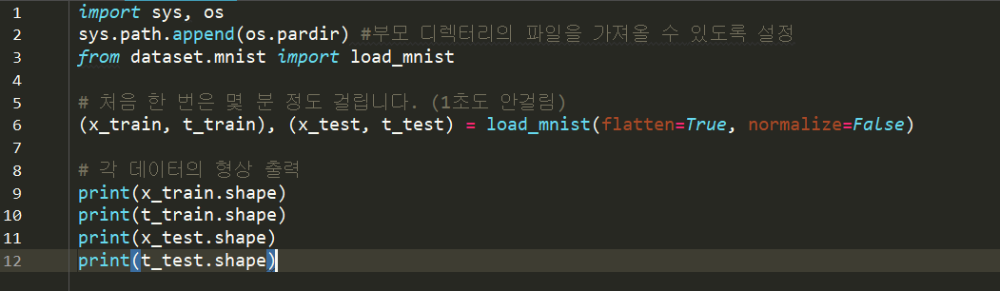 1 import sys, os
2 sys.path.append(os.pardir) #부모 디렉터리의 파일을 가져올 수 있도록 설정
3 from dataset.mnist import load_mnist
4
5 # 처음 한 번은 몇 분 정도 걸립니다. (1초도 안걸림)
6 (x_train, t_train), (x_test, t_test) = load_mnist(flatten=True, normalize=False)
7
8 # 각 데이터의 형상 출력
9 print(x_train.shape)
10 print(t_train.shape)
11 print(x_test.shape)
12 print(t_test.shape)